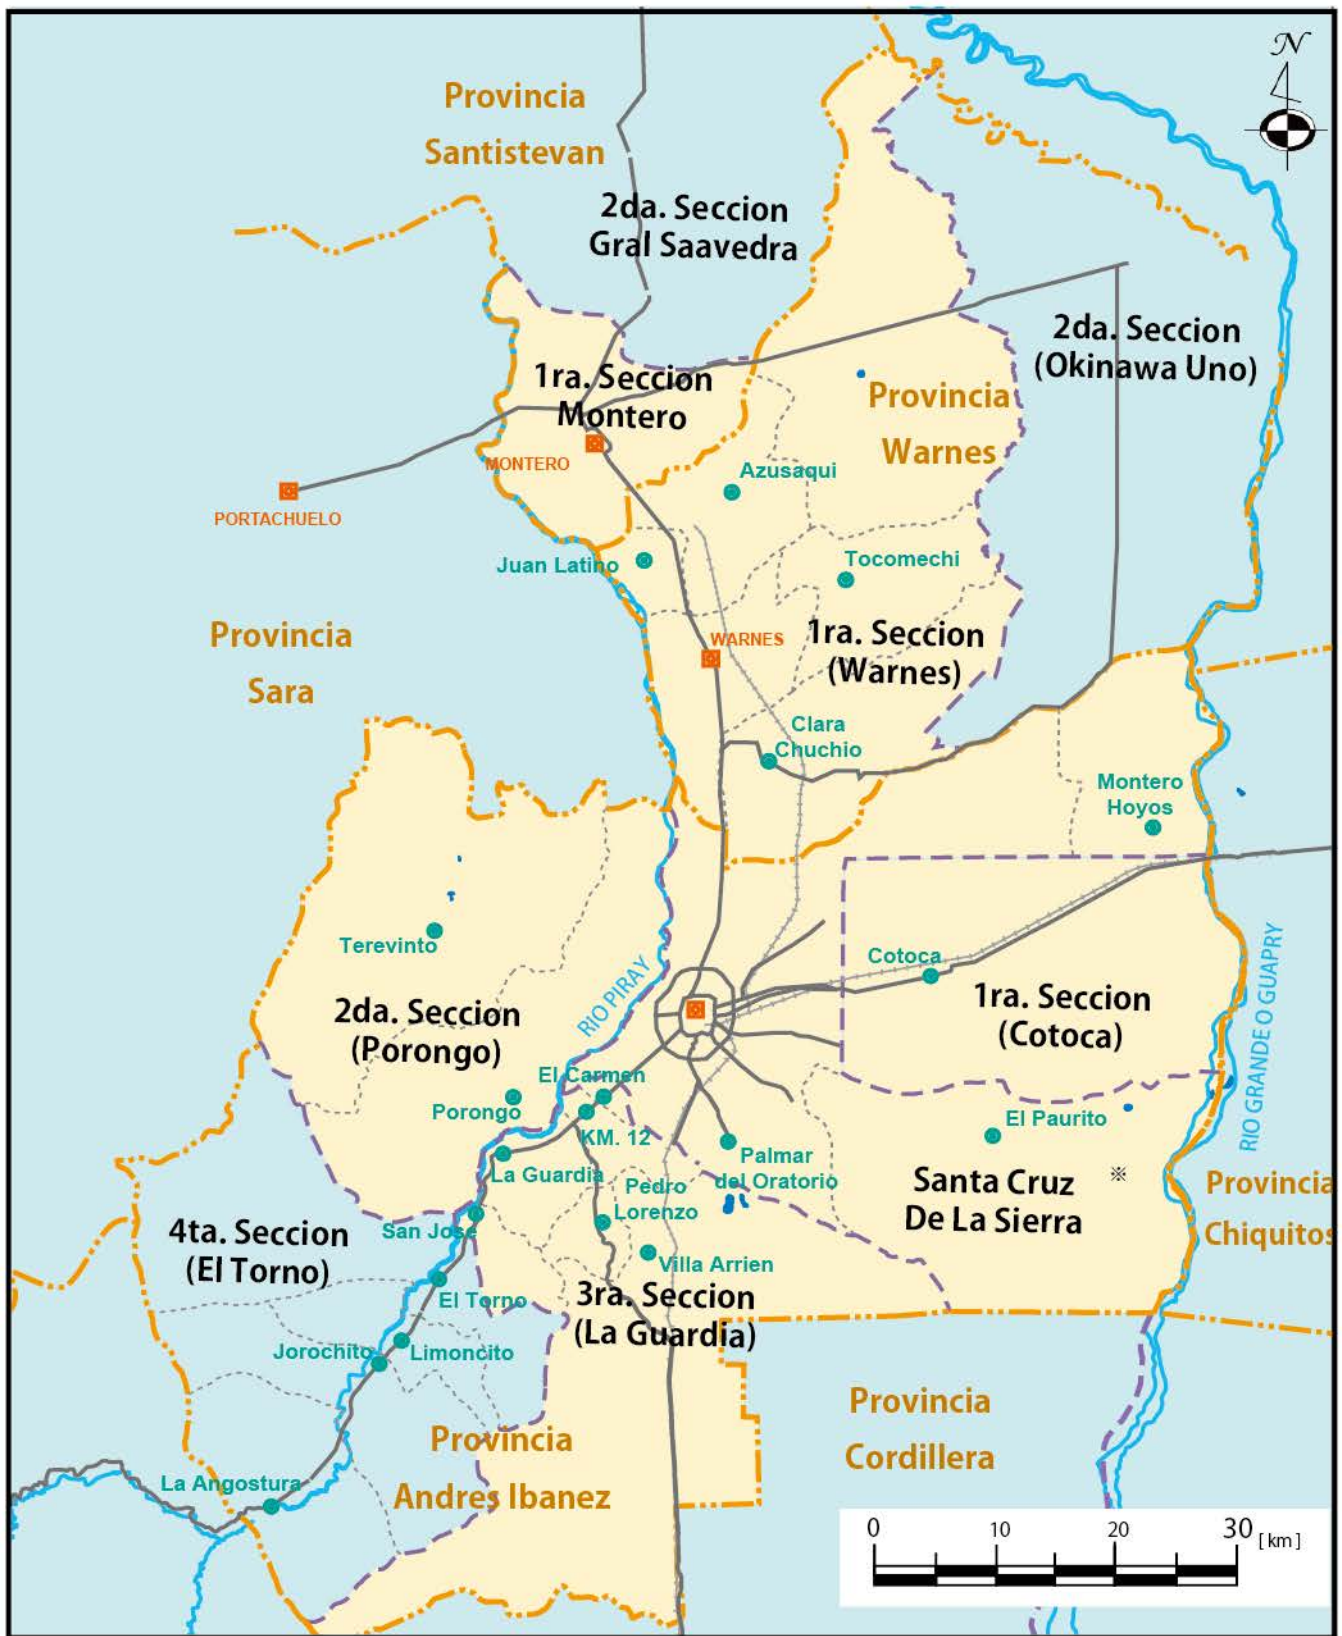 N
Provincia
Santistevan
2da. Seccion
Gral Saavedra
2da. Seccion
(Okinawa Uno)
1ra. Seccion
Montero
Provincia
Warnes
MONTERO
Azusaqui
PORTACHUELO
Juan Latino
Tocomechi
Provincia
Sara
WARNES
1ra. Seccion
(Warnes)
Clara
Chuchio
Montero
Hoyos
Terevinto
Cotoca
RIO PIRAY
RIO GRANDE O GUAPRY
2da. Seccion
(Porongo)
1ra. Seccion
(Cotoca)
El Carmen
Porongo
KM. 12
El Paurito
La Guardia
Palmar
del Oratorio
Pedro
Lorenzo
Santa Cruz ※
De La Sierra
Provincia
Chiquitos
San Jose
4ta. Seccion
(El Torno)
Villa Arrien
El Torno
3ra. Seccion
(La Guardia)
Jorochito
Limoncito
Provincia
Cordillera
Provincia
Andres Ibanez
La Angostura
0 10 20 30 [ km ]